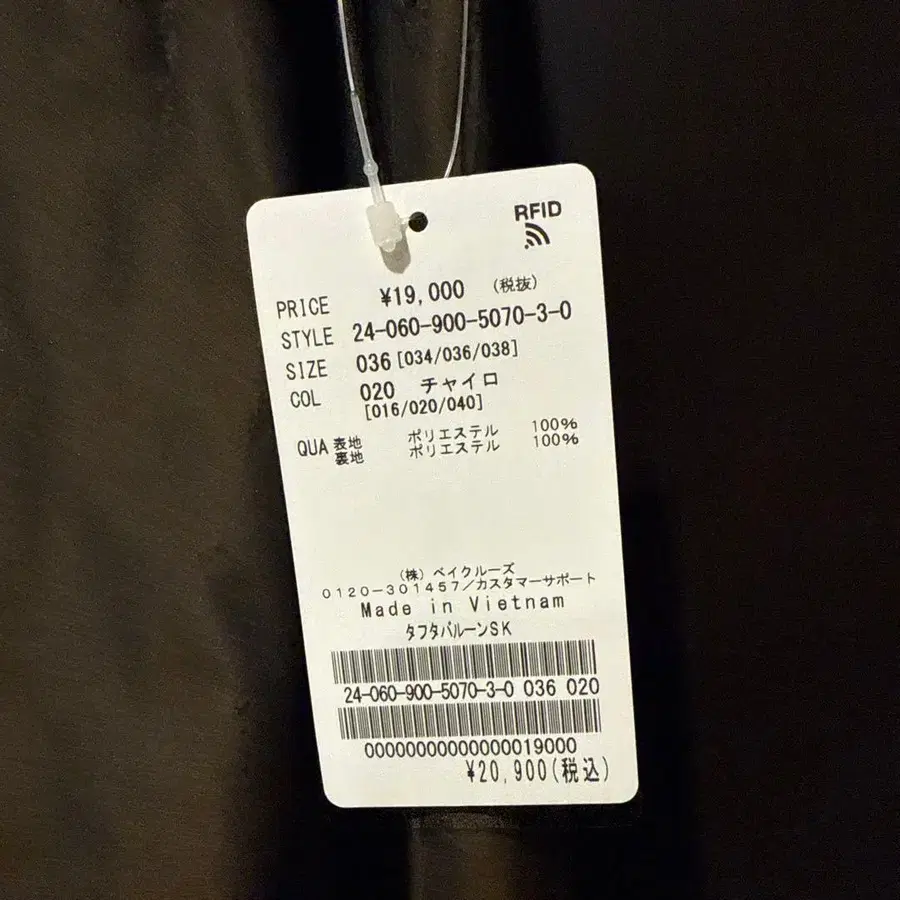 RFID
PRICE ¥19,000 (税抜)
STYLE 24-060-900-5070-3-0
SIZE 036 [034/036/038]
COL 020 チャイロ
[016/020/040]
QUA 表地 ポリエステル 100%
裏地 ポリエステル 100%
(株) ベイクルーズ
0120-301457/カスタマーサポート
Made in Vietnam
タフタバルーンSK
24-060-900-5070-3-0 036 020
00000000000000019000
¥20,900(税込)